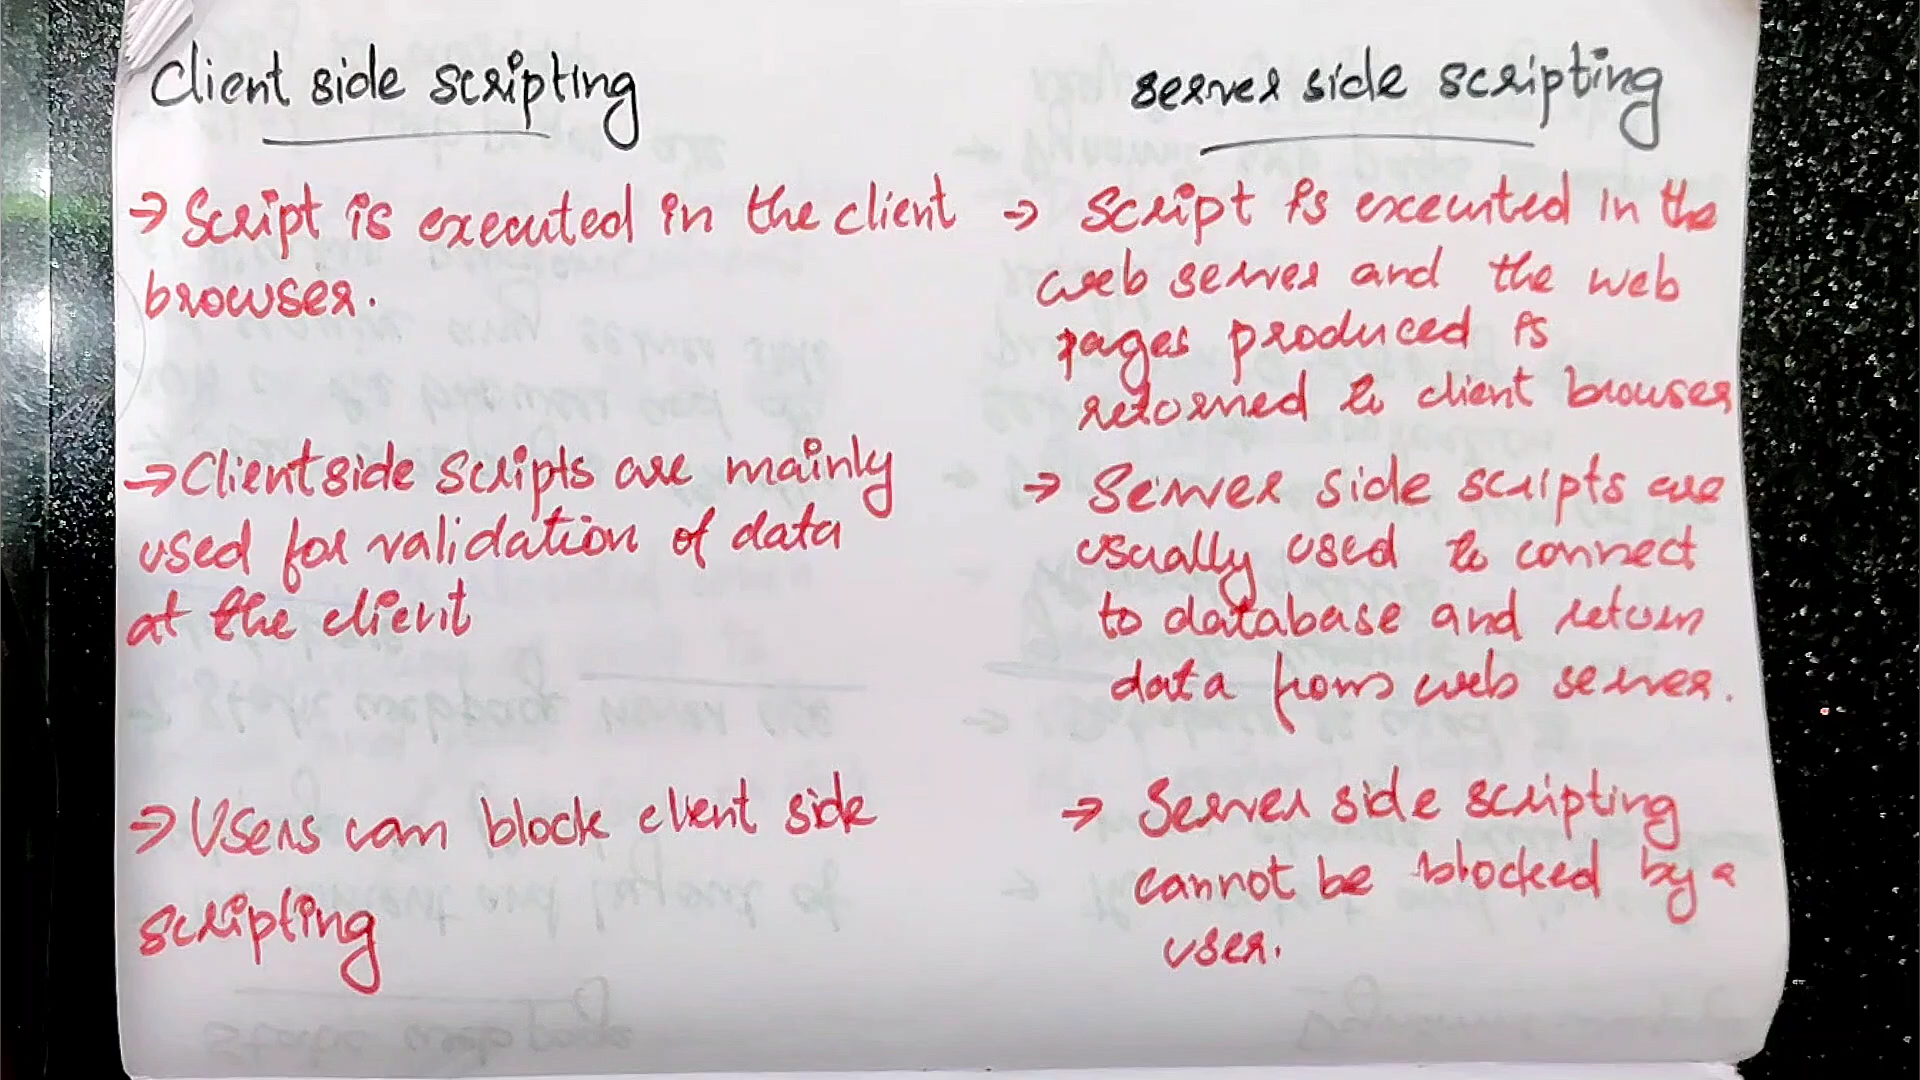 Client side scripting
→ Script is executed in the client
browser.
→ Client side scripts are mainly
used for validation of data
at the client
→ Users can block client side
scripting
server side scripting
→ Script is executed in the
web server and the web
pages produced is
returned to client browser
→ Server side scripts are
usually used to connect
to database and return
data from web server.
→ Server side scripting
cannot be blocked by a
user.